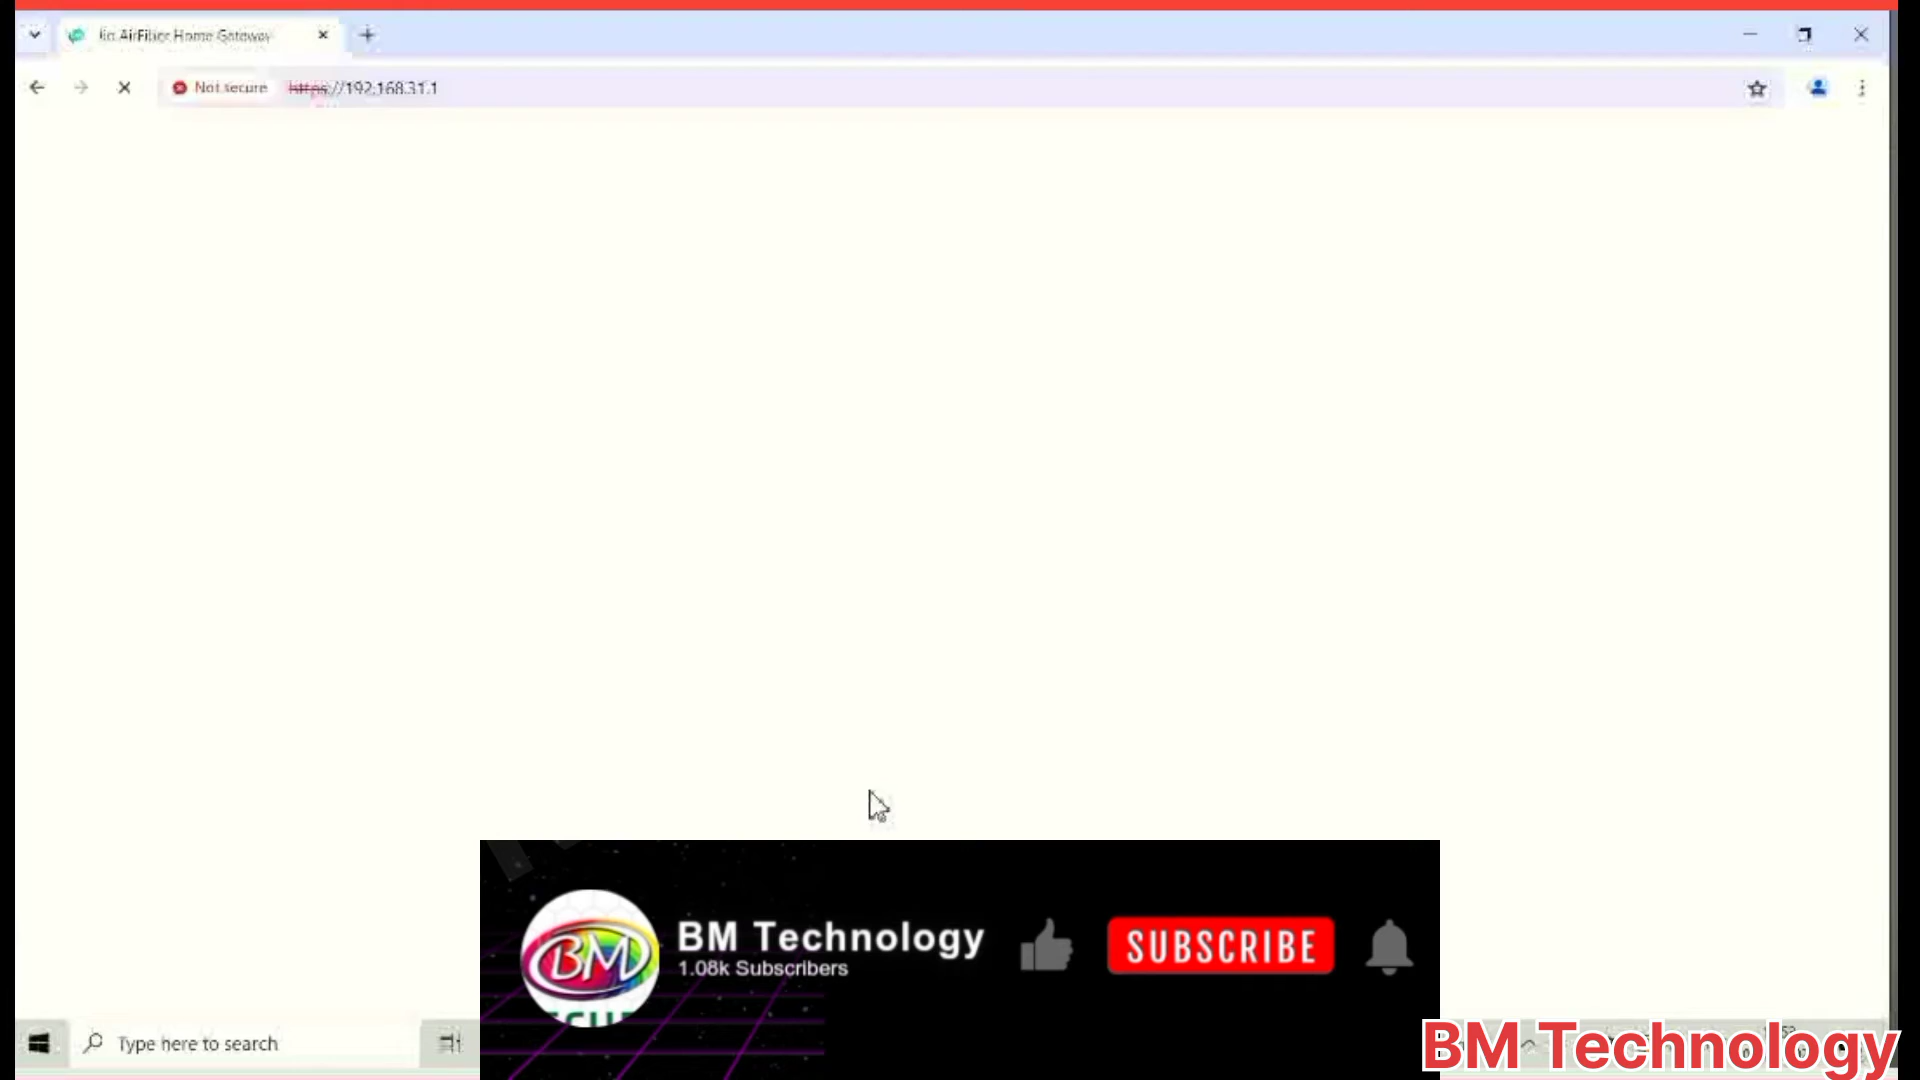 Jio AirFiber Home Gateway
Not secure https://192.168.31.1
BM Technology
1.08k Subscribers
SUBSCRIBE
BM
Type here to search
BM Technology